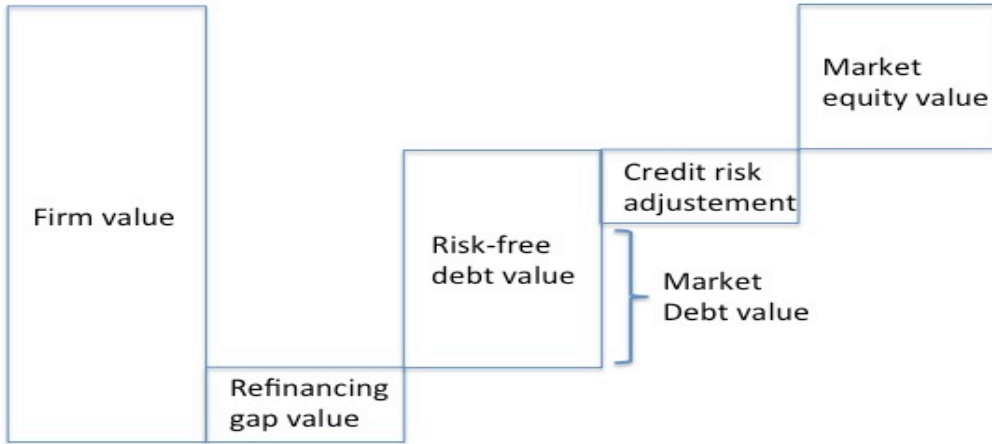 Firm value
Refinancing
gap value
Risk-free
debt value
Credit risk
adjustement
Market
Debt value
Market
equity value